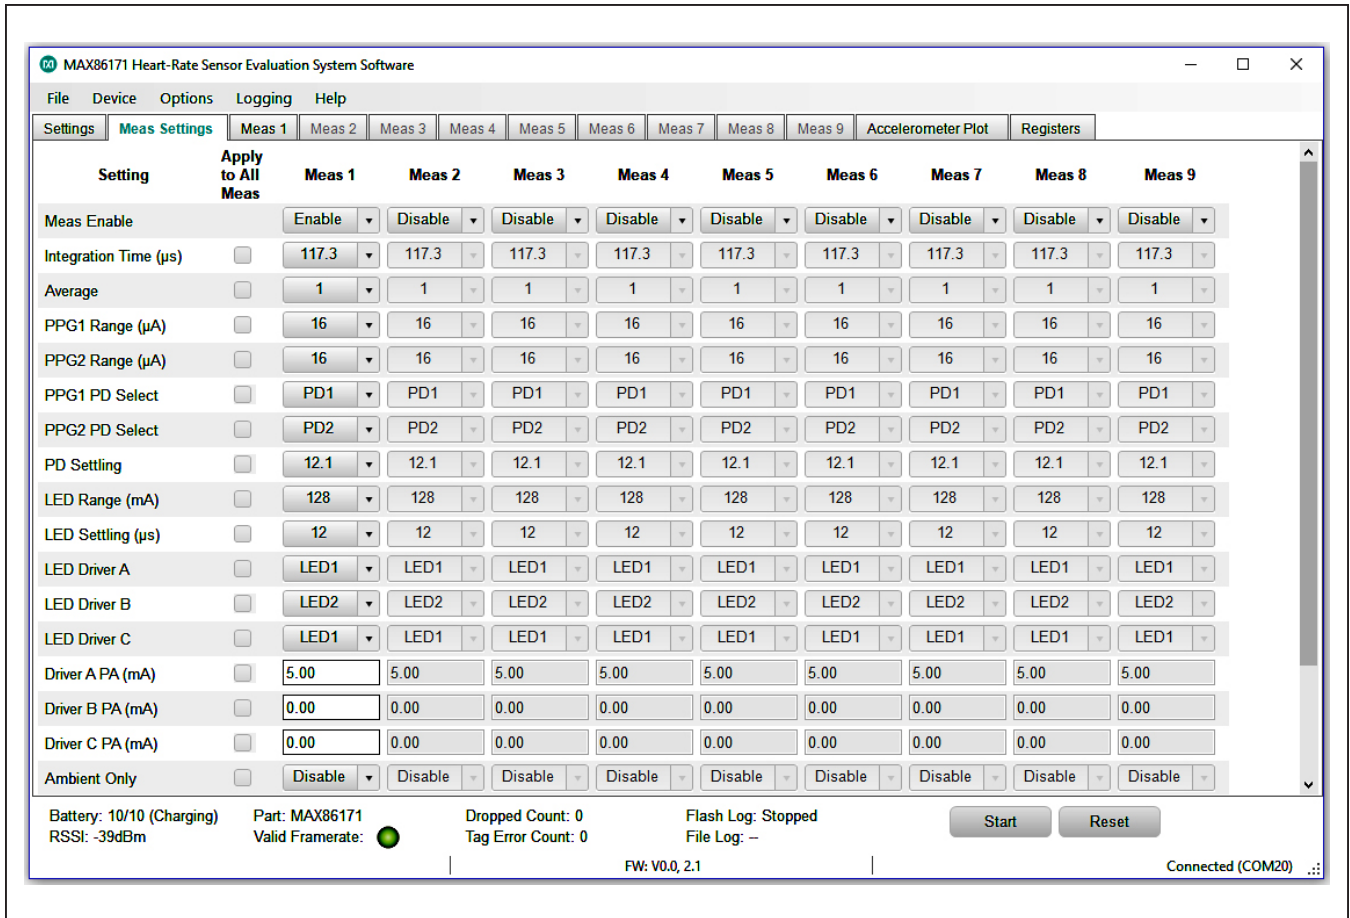 MAX86171 Heart-Rate Sensor Evaluation System Software
File Device Options Logging Help
Settings Meas Settings Meas 1 Meas 2 Meas 3 Meas 4 Meas 5 Meas 6 Meas 7 Meas 8 Meas 9 Accelerometer Plot Registers
Setting Apply to All Meas Meas 1 Meas 2 Meas 3 Meas 4 Meas 5 Meas 6 Meas 7 Meas 8 Meas 9
Meas Enable Enable Disable Disable Disable Disable Disable Disable Disable Disable
Integration Time (µs) 117.3 117.3 117.3 117.3 117.3 117.3 117.3 117.3 117.3
Average 1 1 1 1 1 1 1 1 1
PPG1 Range (µA) 16 16 16 16 16 16 16 16 16
PPG2 Range (µA) 16 16 16 16 16 16 16 16 16
PPG1 PD Select PD1 PD1 PD1 PD1 PD1 PD1 PD1 PD1 PD1
PPG2 PD Select PD2 PD2 PD2 PD2 PD2 PD2 PD2 PD2 PD2
PD Settling 12.1 12.1 12.1 12.1 12.1 12.1 12.1 12.1 12.1
LED Range (mA) 128 128 128 128 128 128 128 128 128
LED Settling (µs) 12 12 12 12 12 12 12 12 12
LED Driver A LED1 LED1 LED1 LED1 LED1 LED1 LED1 LED1 LED1
LED Driver B LED2 LED2 LED2 LED2 LED2 LED2 LED2 LED2 LED2
LED Driver C LED1 LED1 LED1 LED1 LED1 LED1 LED1 LED1 LED1
Driver A PA (mA) 5.00 5.00 5.00 5.00 5.00 5.00 5.00 5.00 5.00
Driver B PA (mA) 0.00 0.00 0.00 0.00 0.00 0.00 0.00 0.00 0.00
Driver C PA (mA) 0.00 0.00 0.00 0.00 0.00 0.00 0.00 0.00 0.00
Ambient Only Disable Disable Disable Disable Disable Disable Disable Disable Disable
Battery: 10/10 (Charging) Part: MAX86171 Dropped Count: 0 Flash Log: Stopped Start Reset
RSSI: -39dBm Valid Framerate: Tag Error Count: 0 File Log: --
FW: V0.0, 2.1 Connected (COM20)